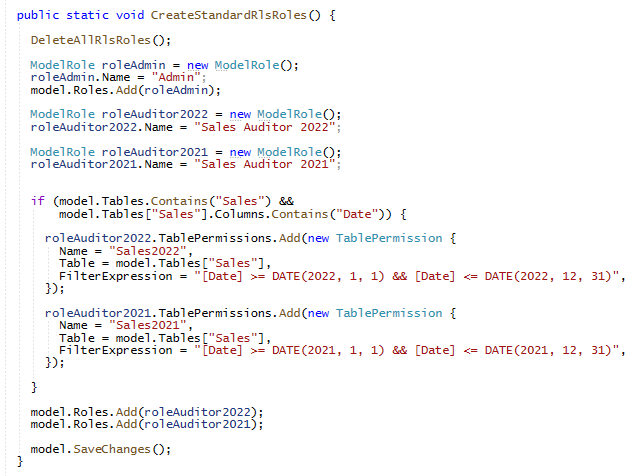 public static void CreateStandardRlsRoles() {
DeleteAllRlsRoles();
ModelRole roleAdmin = new ModelRole();
roleAdmin.Name = "Admin";
model.Roles.Add(roleAdmin);
ModelRole roleAuditor2022 = new ModelRole();
roleAuditor2022.Name = "Sales Auditor 2022";
ModelRole roleAuditor2021 = new ModelRole();
roleAuditor2021.Name = "Sales Auditor 2021";
if (model.Tables.Contains("Sales") &&
model.Tables["Sales"].Columns.Contains("Date")) {
roleAuditor2022.TablePermissions.Add(new TablePermission {
Name = "Sales2022",
Table = model.Tables["Sales"],
FilterExpression = "[Date] >= DATE(2022, 1, 1) && [Date] <= DATE(2022, 12, 31)",
});
roleAuditor2021.TablePermissions.Add(new TablePermission {
Name = "Sales2021",
Table = model.Tables["Sales"],
FilterExpression = "[Date] >= DATE(2021, 1, 1) && [Date] <= DATE(2021, 12, 31)",
});
}
model.Roles.Add(roleAuditor2022);
model.Roles.Add(roleAuditor2021);
model.SaveChanges();
}